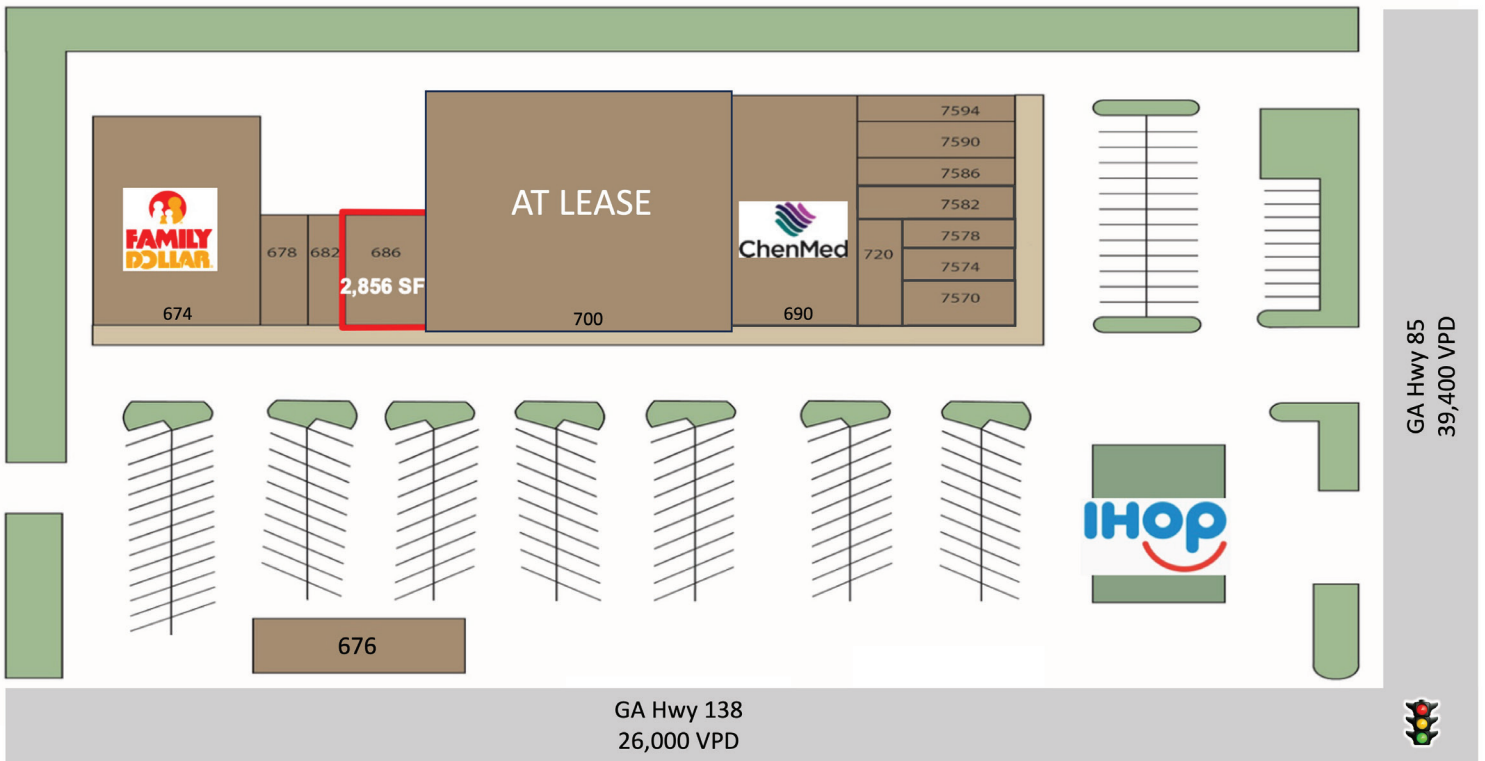 7594
7590
7586
7582
7578
7574
7570
720
AT LEASE
700
FAMILY
DOLLAR
674
678
682
686
2,856 SF
ChenMed
690
GA Hwy 85
39,400 VPD
IHOP
676
GA Hwy 138
26,000 VPD